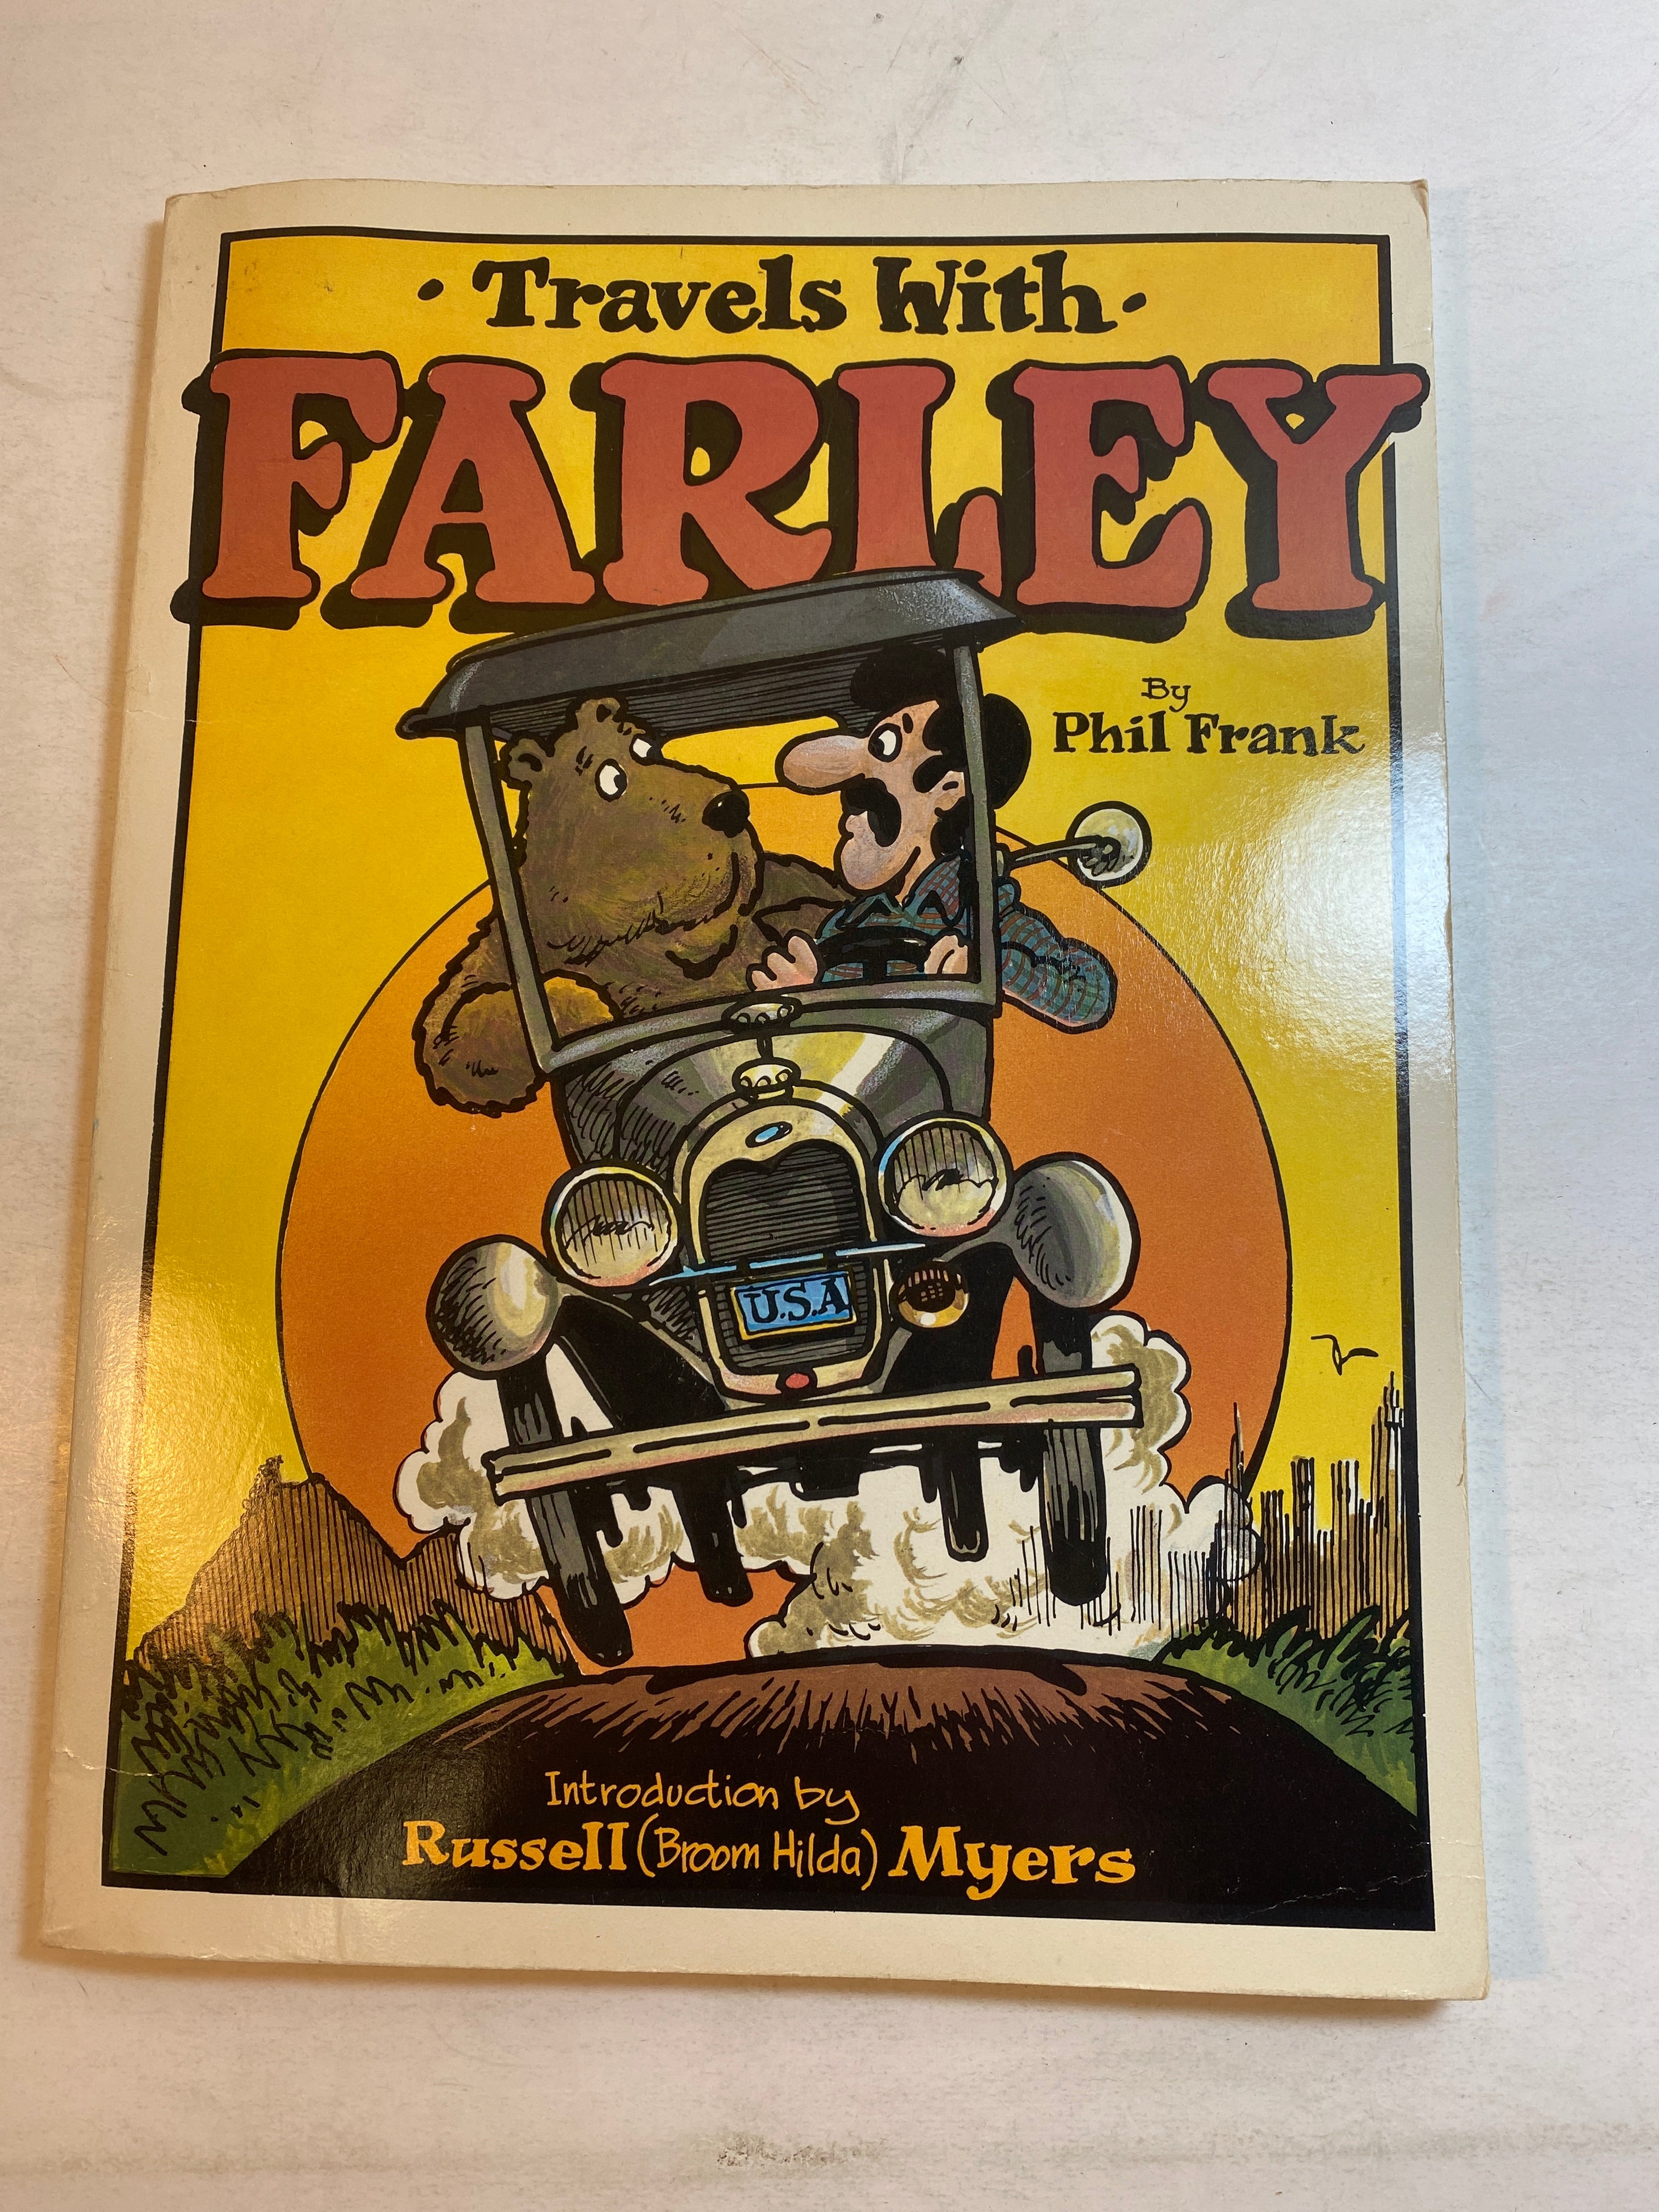 · Travels With ·
FARLEY
By
Phil Frank
U.S.A
Introduction by
Russell (Broom Hilda) Myers